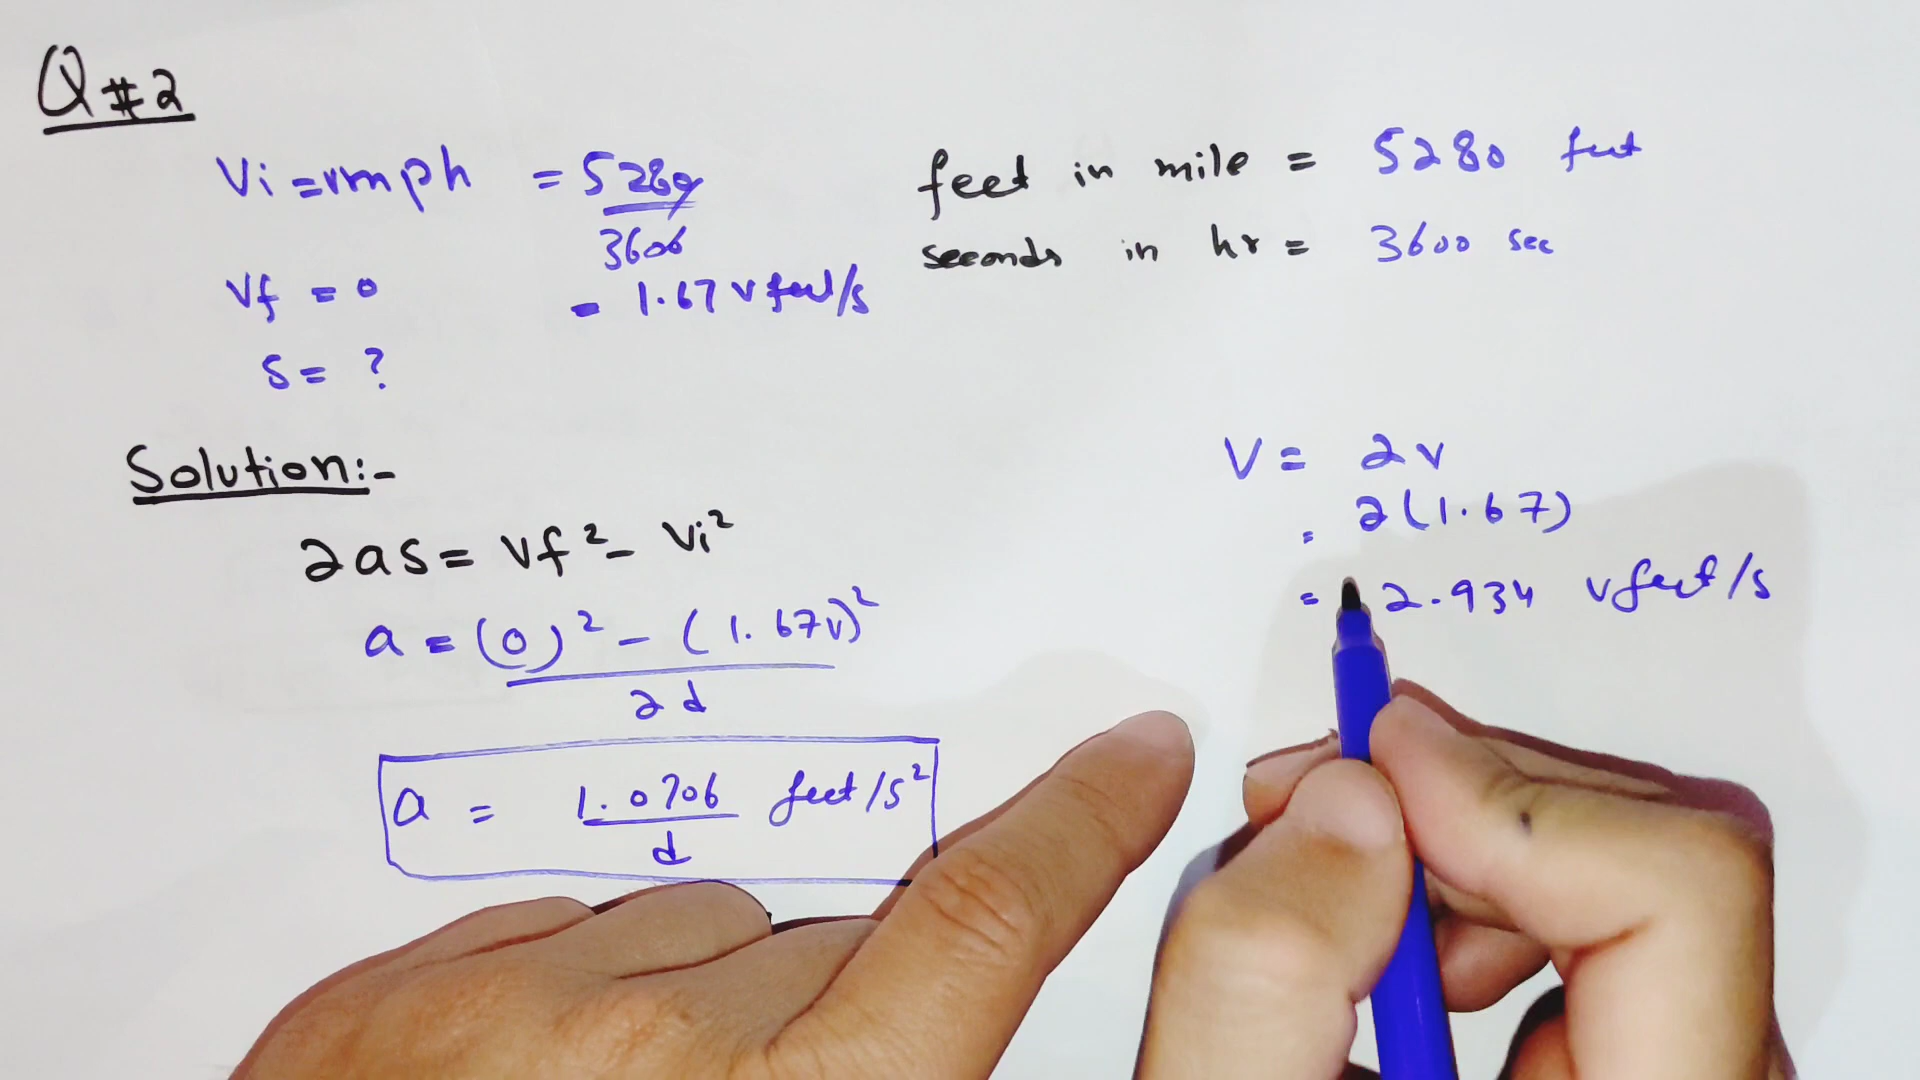 Q#2
Vi = vmph = 5280/3600
= 1.67 v feet/s
Vf = 0
S = ?
feet in mile = 5280 feet
seconds in hr = 3600 sec
Solution:-
2as = vf² - vi²
a = (0)² - (1.67v)²
2d
a = 1.0706/d feet/s²
V = 2v
= 2(1.67)
= 2.934 vfeet/s